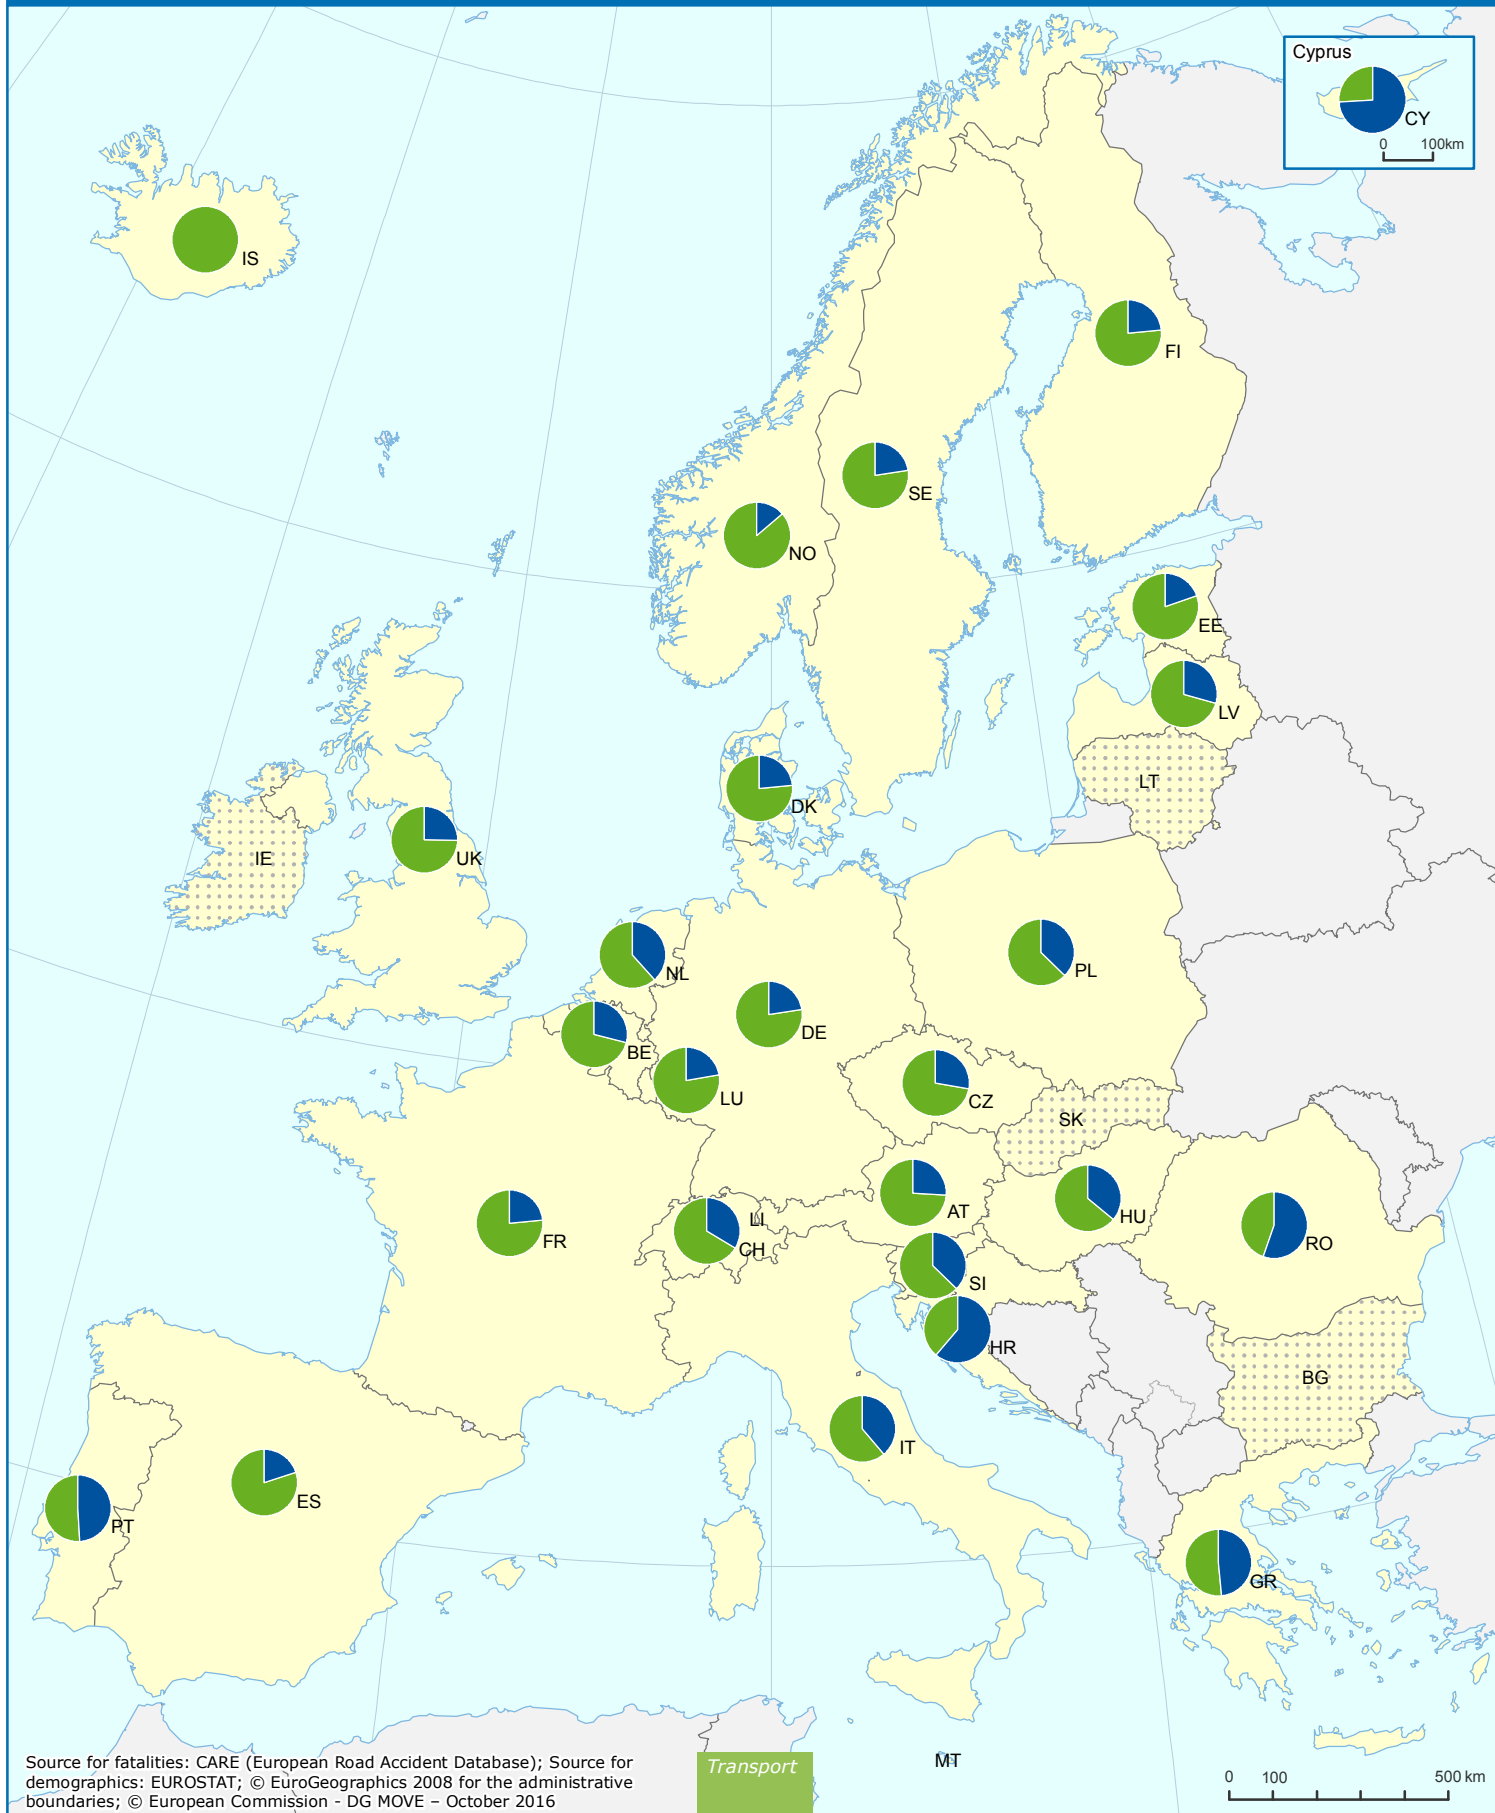 Cyprus
CY
0 100km
IS
FI
SE
NO
EE
LV
LT
DK
IE
UK
NL
PL
DE
BE
LU
CZ
SK
AT
HU
RO
FR
LI
CH
SI
HR
BG
IT
ES
PT
GR
MT
Source for fatalities: CARE (European Road Accident Database); Source for
demographics: EUROSTAT; © EuroGeographics 2008 for the administrative
boundaries; © European Commission - DG MOVE – October 2016
Transport
0 100 500 km